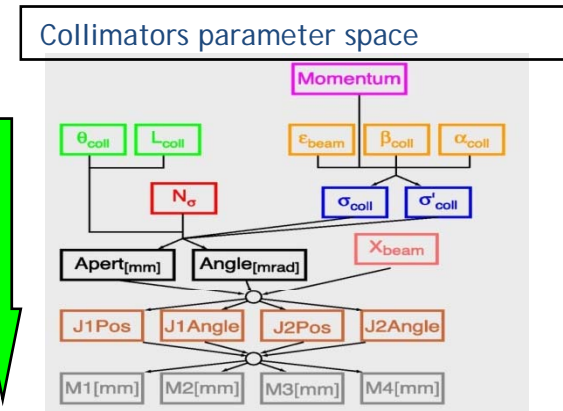 Collimators parameter space
Momentum
θcoll Lcoll εbeam βcoll αcoll
Nσ σcoll σ'coll
Apert[mm] Angle[mrad] Xbeam
J1Pos J1Angle J2Pos J2Angle
M1[mm] M2[mm] M3[mm] M4[mm]